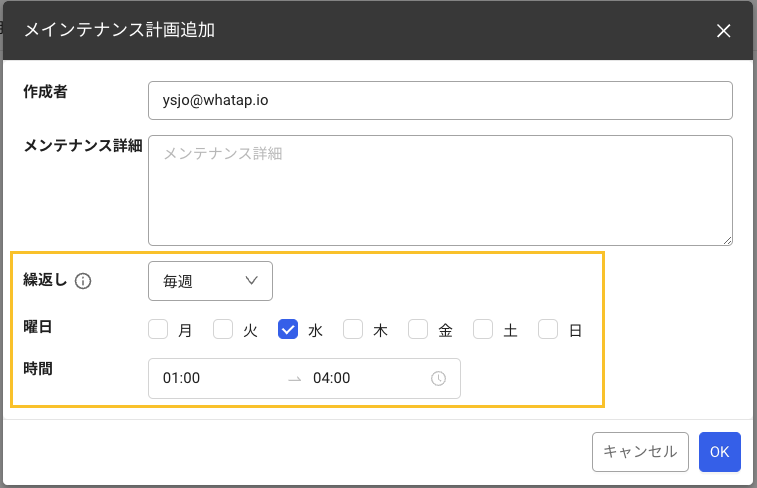 メインテナンス計画追加
作成者
ysjo@whatap.io
メンテナンス詳細
メンテナンス詳細
繰返し
毎週
曜日
月 火 水 木 金 土 日
時間
01:00 → 04:00
キャンセル OK